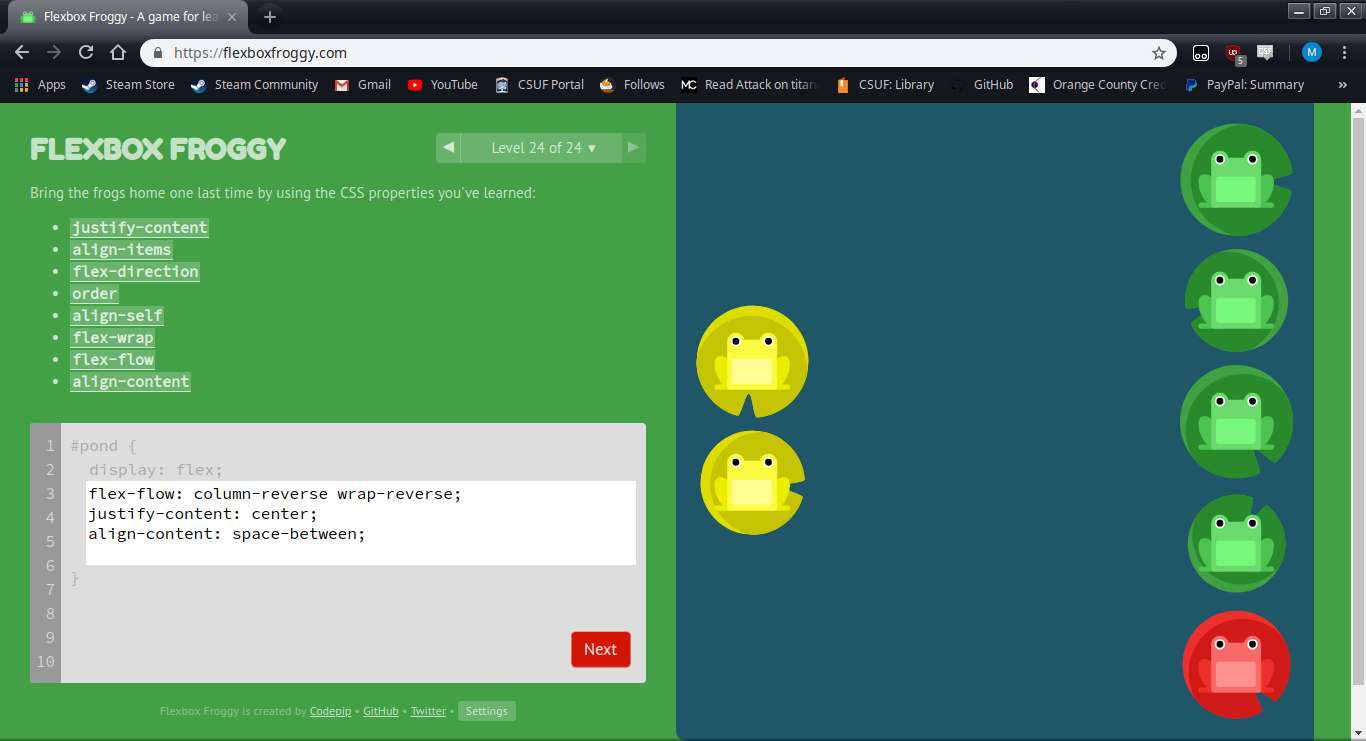 Flexbox Froggy - A game for lea
https://flexboxfroggy.com
M
5
Apps
Steam Store
Steam Community
Gmail
YouTube
CSUF Portal
Follows
MC
Read Attack on titan
CSUF: Library
GitHub
Orange County Cred
PayPal: Summary
»
FLEXBOX FROGGY
◀ Level 24 of 24 ▼ ▶
Bring the frogs home one last time by using the CSS properties you've learned:
• justify-content
• align-items
• flex-direction
• order
• align-self
• flex-wrap
• flex-flow
• align-content
1 #pond {
2 display: flex;
3 flex-flow: column-reverse wrap-reverse;
4 justify-content: center;
5 align-content: space-between;
6
7 }
8
9
10
Next
Flexbox Froggy is created by Codepip • GitHub • Twitter • Settings